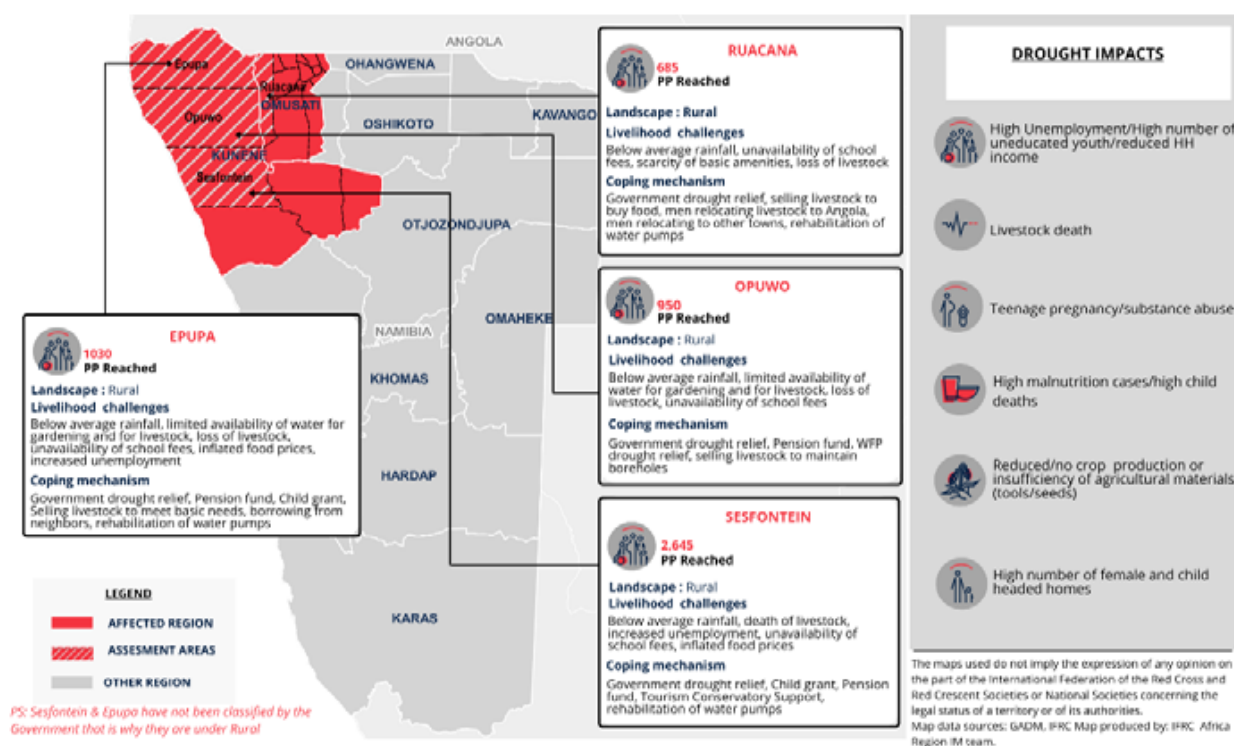 ANGOLA
Epupa
OHANGWENA
Ruacana
OMUSATI
Opuwo
OSHIKOTO
KAVANGO
KUNENE
Sesfontein
OTJOZONDJUPA
OMAHEKE
NAMIBIA
KHOMAS
HARDAP
KARAS
EPUPA
1030
PP Reached
Landscape : Rural
Livelihood challenges
Below average rainfall, limited availability of water for
gardening and for livestock, loss of livestock,
unavailability of school fees, inflated food prices,
increased unemployment
Coping mechanism
Government drought relief, Pension fund, Child grant,
Selling livestock to meet basic needs, borrowing from
neighbors, rehabilitation of water pumps
LEGEND
AFFECTED REGION
ASSESMENT AREAS
OTHER REGION
PS: Sesfontein & Epupa have not been classified by the
Government that is why they are under Rural
RUACANA
685
PP Reached
Landscape : Rural
Livelihood challenges
Below average rainfall, unavailability of school
fees, scarcity of basic amenities, loss of livestock
Coping mechanism
Government drought relief, selling livestock to
buy food, men relocating livestock to Angola,
men relocating to other towns, rehabilitation of
water pumps
OPUWO
950
PP Reached
Landscape : Rural
Livelihood challenges
Below average rainfall, limited availability of
water for gardening and for livestock, loss of
livestock, unavailability of school fees
Coping mechanism
Government drought relief, Pension fund, WFP
drought relief, selling livestock to maintain
boreholes
SESFONTEIN
2.645
PP Reached
Landscape : Rural
Livelihood challenges
Below average rainfall, death of livestock,
increased unemployment, unavailability of
school fees, inflated food prices
Coping mechanism
Government drought relief, Child grant, Pension
fund, Tourism Conservatory Support,
rehabilitation of water pumps
DROUGHT IMPACTS
High Unemployment/High number of
uneducated youth/reduced HH
income
Livestock death
Teenage pregnancy/substance abuse
High malnutrition cases/high child
deaths
Reduced/no crop production or
insufficiency of agricultural materials
(tools/seeds)
High number of female and child
headed homes
The maps used do not imply the expression of any opinion on
the part of the International Federation of the Red Cross and
Red Crescent Societies or National Societies concerning the
legal status of a territory or of its authorities.
Map data sources: GADM, IFRC Map produced by: IFRC Africa
Region IM team.